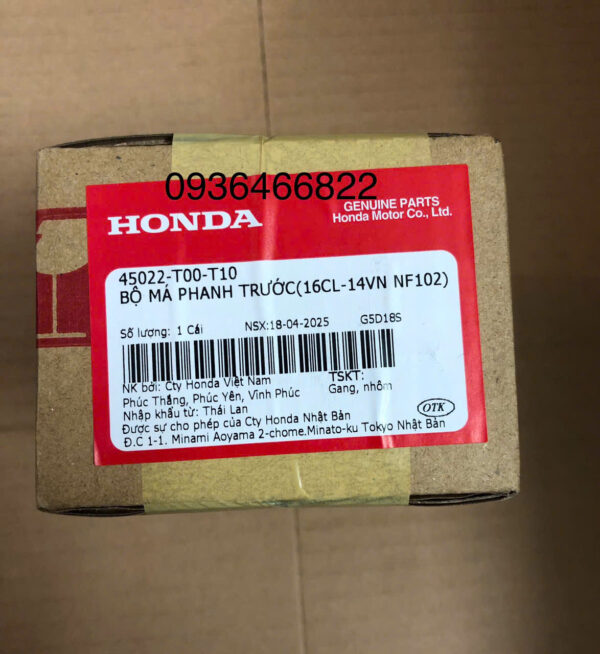 0936466822
HONDA
GENUINE PARTS
Honda Motor Co., Ltd.
45022-T00-T10
BỘ MÁ PHANH TRƯỚC(16CL-14VN NF102)
Số lượng: 1 Cái NSX:18-04-2025 G5D18S
NK bởi: Cty Honda Việt Nam TSKT:
Phúc Thắng, Phúc Yên, Vĩnh Phúc Gang, nhôm
Nhập khẩu từ: Thái Lan
OTK
Được sự cho phép của Cty Honda Nhật Bản
Đ.C 1-1. Minami Aoyama 2-chome.Minato-ku Tokyo Nhật Bản